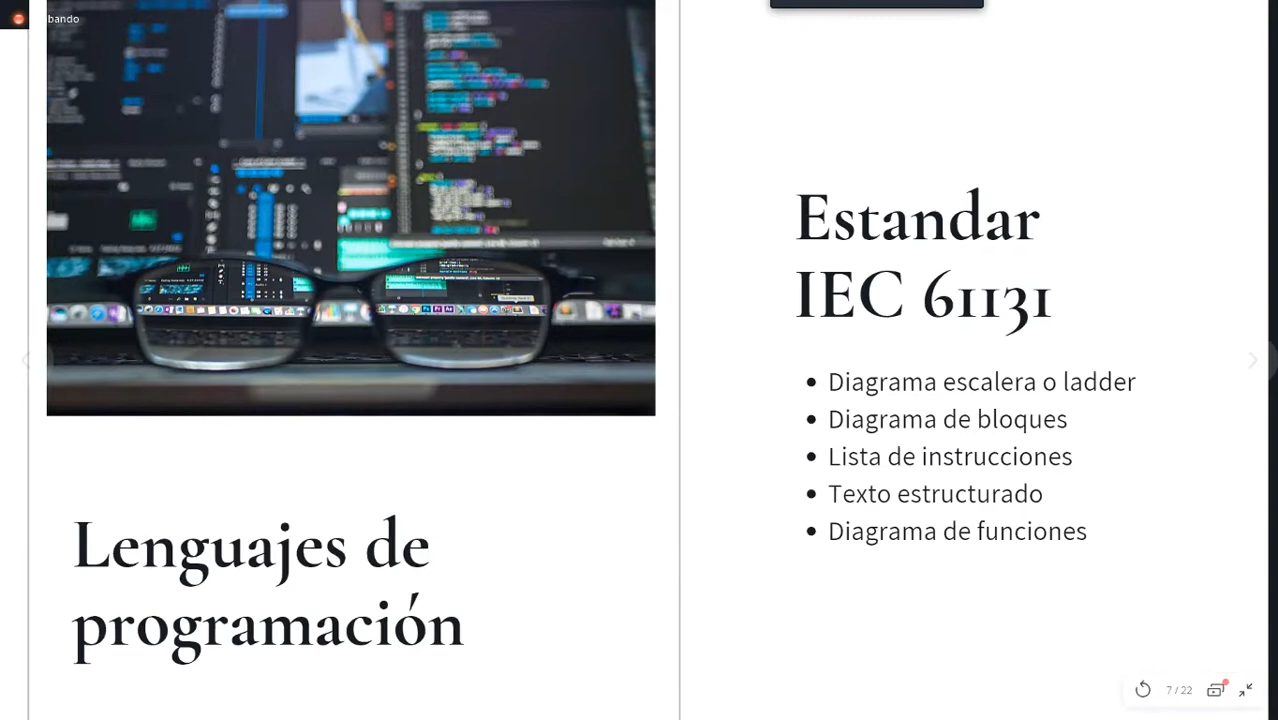 bando
Lenguajes de
programación
Estandar
IEC 61131
Diagrama escalera o ladder
Diagrama de bloques
Lista de instrucciones
Texto estructurado
Diagrama de funciones
7 / 22